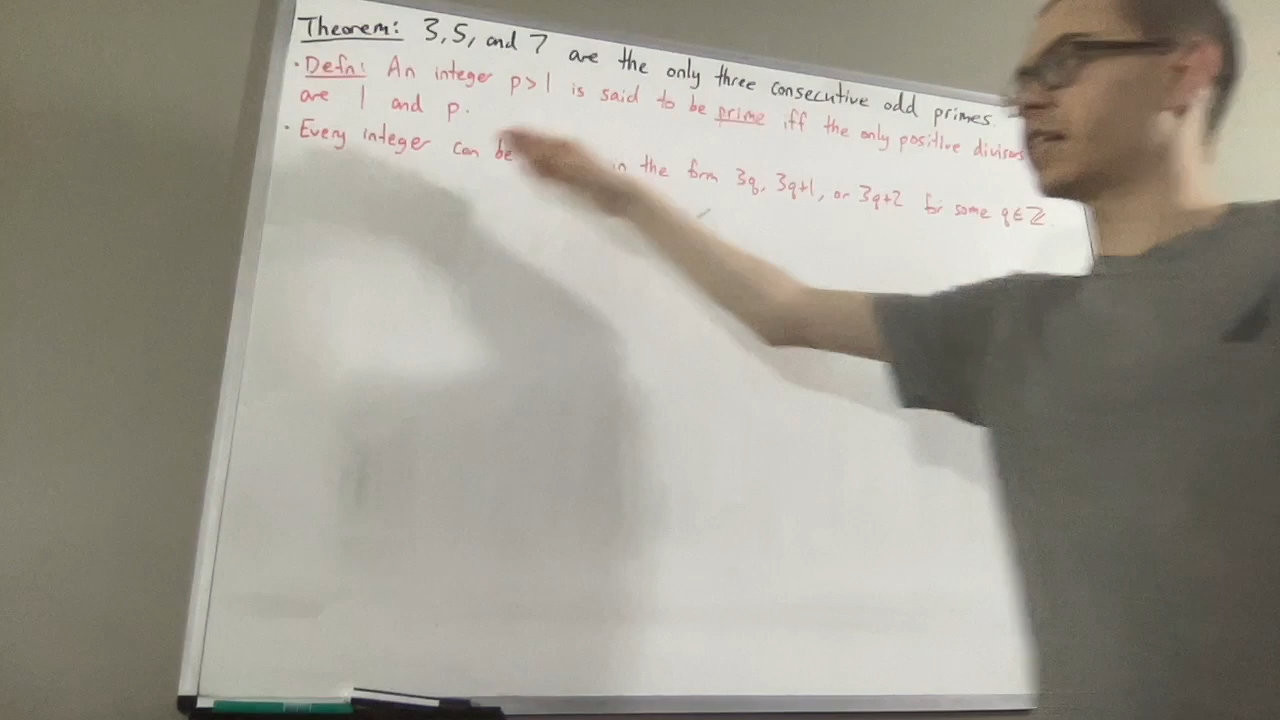 Theorem: 3, 5, and 7 are the only three consecutive odd primes.
· Defn: An integer p > 1 is said to be prime iff the only positive divisors
are 1 and p.
· Every integer can be in the form 3q, 3q+1, or 3q+2 for some q ∈ ℤ.